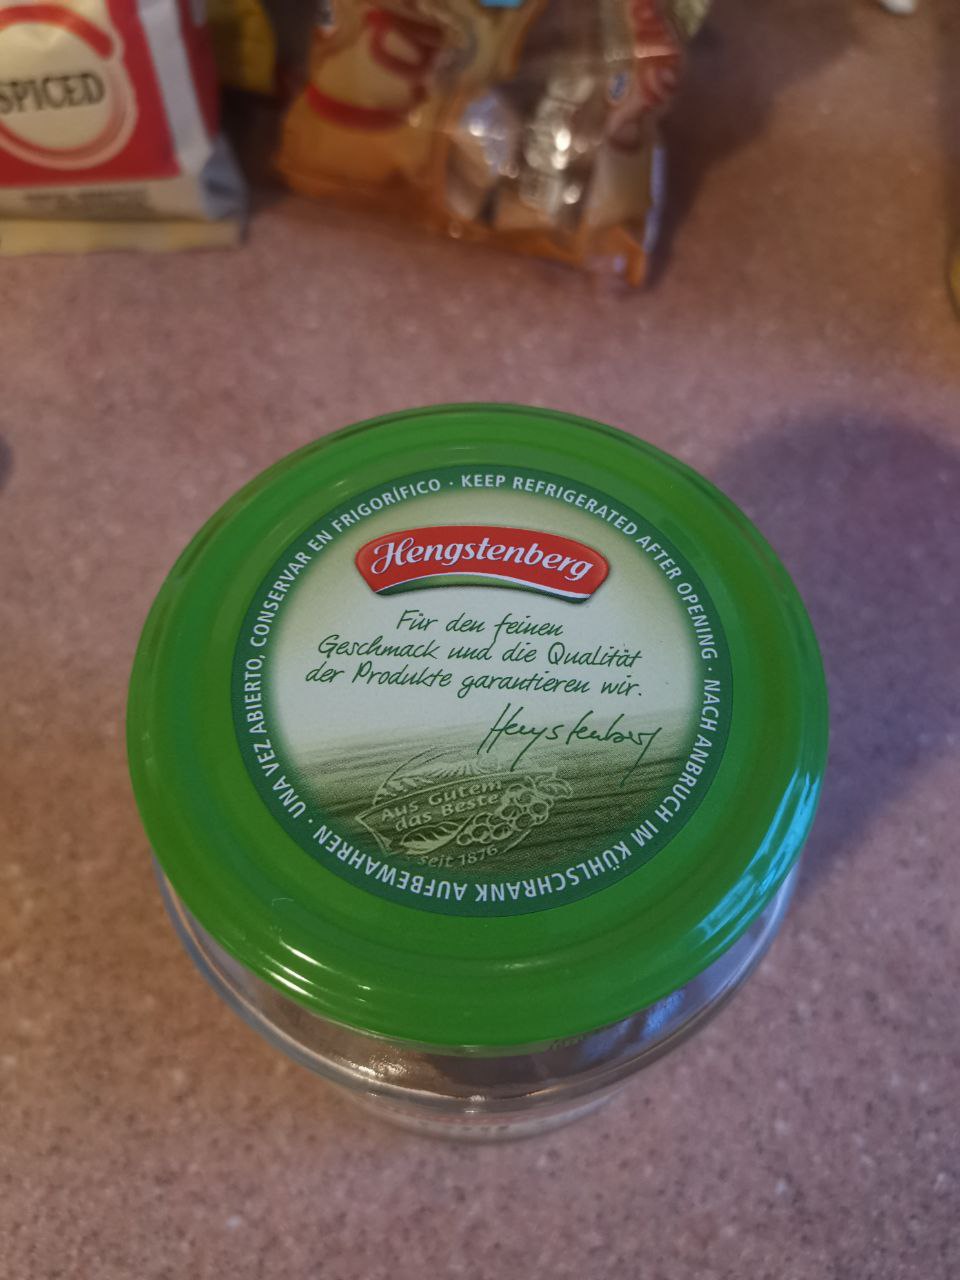 SPICED
UNA VEZ ABIERTO, CONSERVAR EN FRIGORÍFICO · KEEP REFRIGERATED AFTER OPENING · NACH ANBRUCH IM KÜHLSCHRANK AUFBEWAHREN ·
Hengstenberg
Für den feinen
Geschmack und die Qualität
der Produkte garantieren wir.
Hengstenberg
Aus Gutem
das Beste
seit 1876